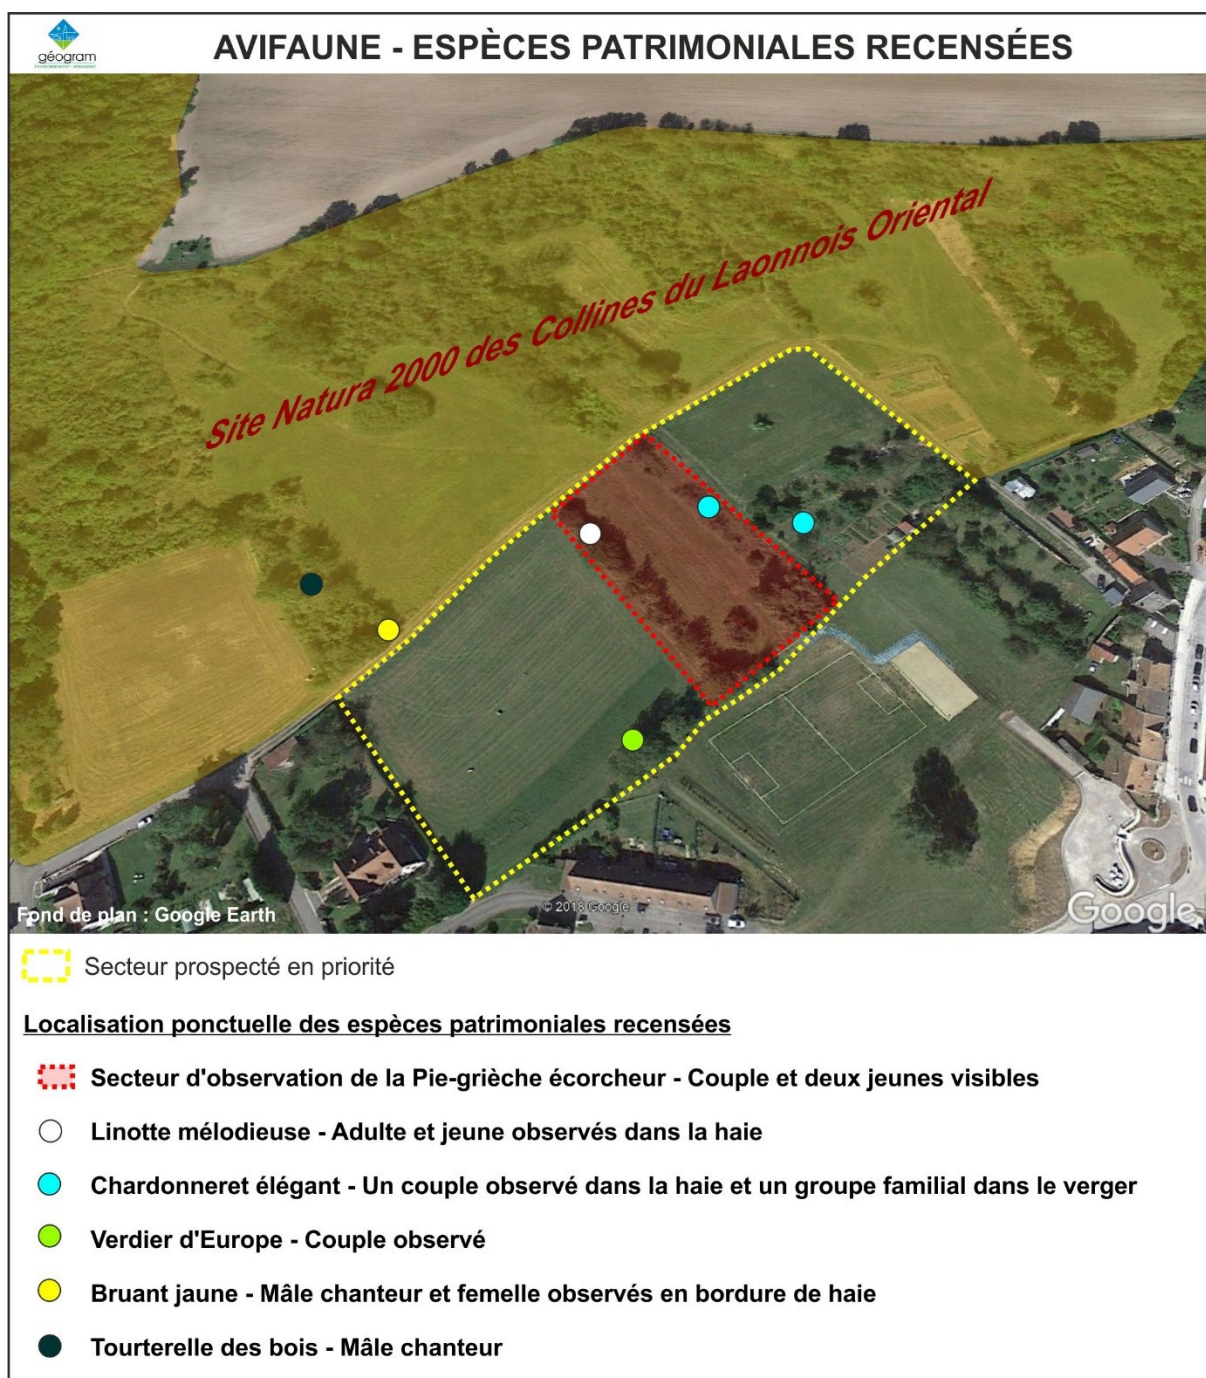 géogram
ENVIRONNEMENT - URBANISME
AVIFAUNE - ESPÈCES PATRIMONIALES RECENSÉES
Site Natura 2000 des Collines du Laonnois Oriental
Fond de plan : Google Earth
© 2018 Google
Google
Secteur prospecté en priorité
Localisation ponctuelle des espèces patrimoniales recensées
Secteur d'observation de la Pie-grièche écorcheur - Couple et deux jeunes visibles
Linotte mélodieuse - Adulte et jeune observés dans la haie
Chardonneret élégant - Un couple observé dans la haie et un groupe familial dans le verger
Verdier d'Europe - Couple observé
Bruant jaune - Mâle chanteur et femelle observés en bordure de haie
Tourterelle des bois - Mâle chanteur